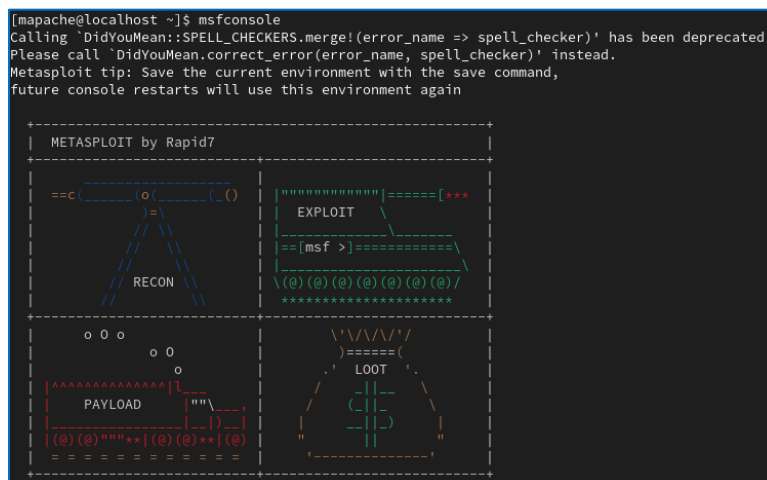 [mapache@localhost ~]$ msfconsole
Calling `DidYouMean::SPELL_CHECKERS.merge!(error_name => spell_checker)' has been deprecated
Please call `DidYouMean.correct_error(error_name, spell_checker)' instead.
Metasploit tip: Save the current environment with the save command,
future console restarts will use this environment again
METASPLOIT by Rapid7
EXPLOIT
[msf >]
RECON
LOOT
PAYLOAD